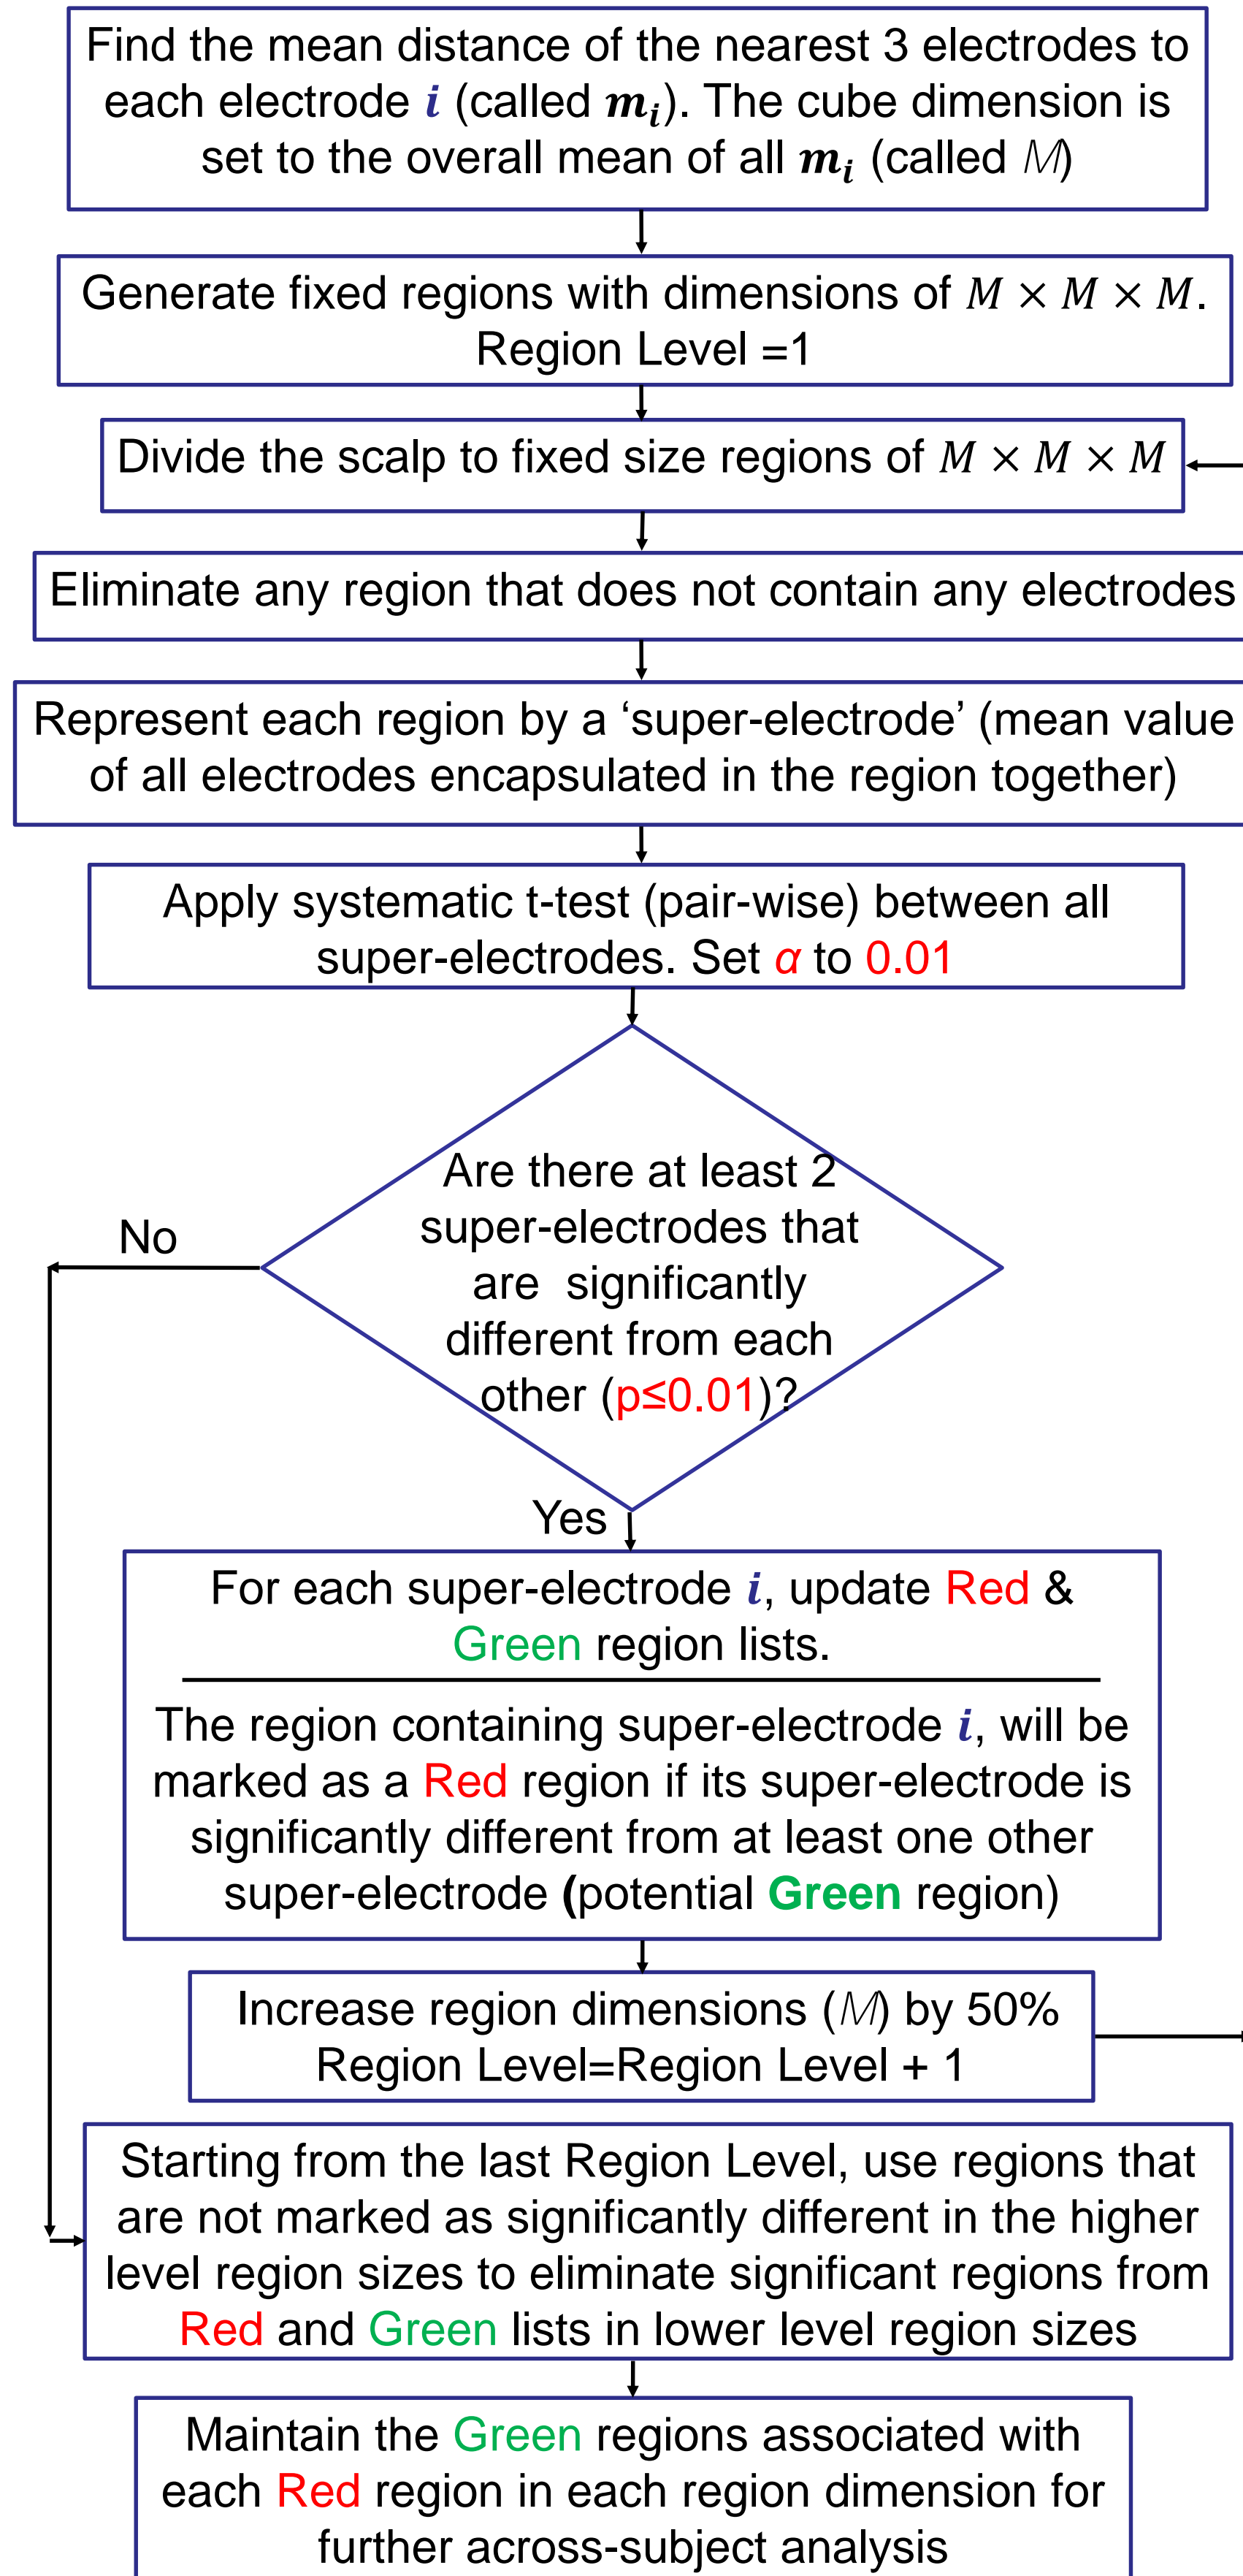 Find the mean distance of the nearest 3 electrodes to
each electrode i (called mᵢ). The cube dimension is
set to the overall mean of all mᵢ (called M)
Generate fixed regions with dimensions of M × M × M.
Region Level =1
Divide the scalp to fixed size regions of M × M × M
Eliminate any region that does not contain any electrodes
Represent each region by a ‘super-electrode’ (mean value
of all electrodes encapsulated in the region together)
Apply systematic t-test (pair-wise) between all
super-electrodes. Set α to 0.01
Are there at least 2
super-electrodes that
are significantly
different from each
other (p≤0.01)?
No
Yes
For each super-electrode i, update Red &
Green region lists.
The region containing super-electrode i, will be
marked as a Red region if its super-electrode is
significantly different from at least one other
super-electrode (potential Green region)
Increase region dimensions (M) by 50%
Region Level=Region Level + 1
Starting from the last Region Level, use regions that
are not marked as significantly different in the higher
level region sizes to eliminate significant regions from
Red and Green lists in lower level region sizes
Maintain the Green regions associated with
each Red region in each region dimension for
further across-subject analysis